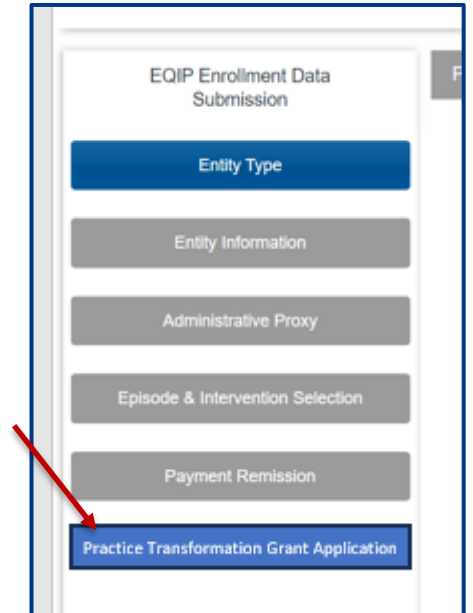 EQIP Enrollment Data
Submission
Entity Type
Entity Information
Administrative Proxy
Episode & Intervention Selection
Payment Remission
Practice Transformation Grant Application